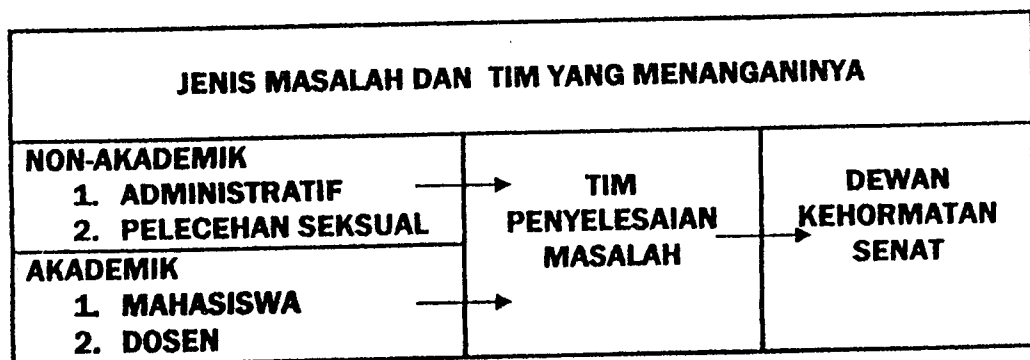 JENIS MASALAH DAN TIM YANG MENANGANINYA
NON-AKADEMIK
1. ADMINISTRATIF
2. PELECEHAN SEKSUAL
AKADEMIK
1. MAHASISWA
2. DOSEN
TIM
PENYELESAIAN
MASALAH
DEWAN
KEHORMATAN
SENAT